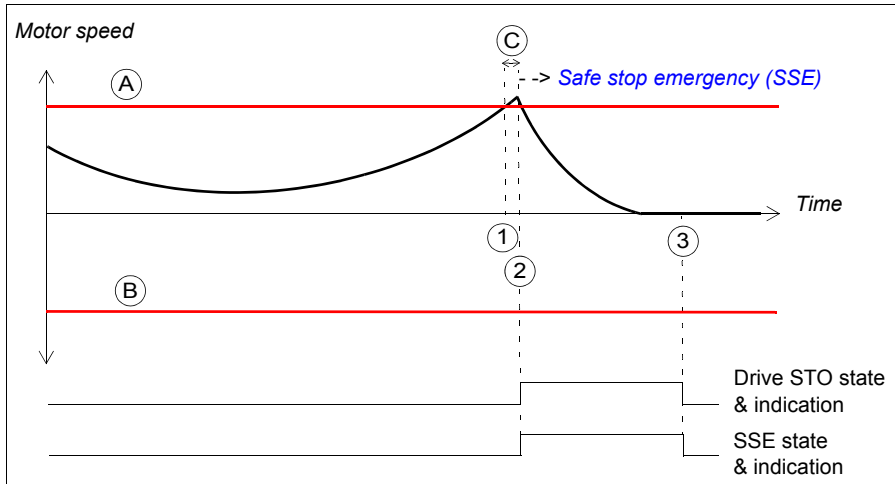 Motor speed
C
--> Safe stop emergency (SSE)
A
Time
1
3
2
B
Drive STO state
& indication
SSE state
& indication